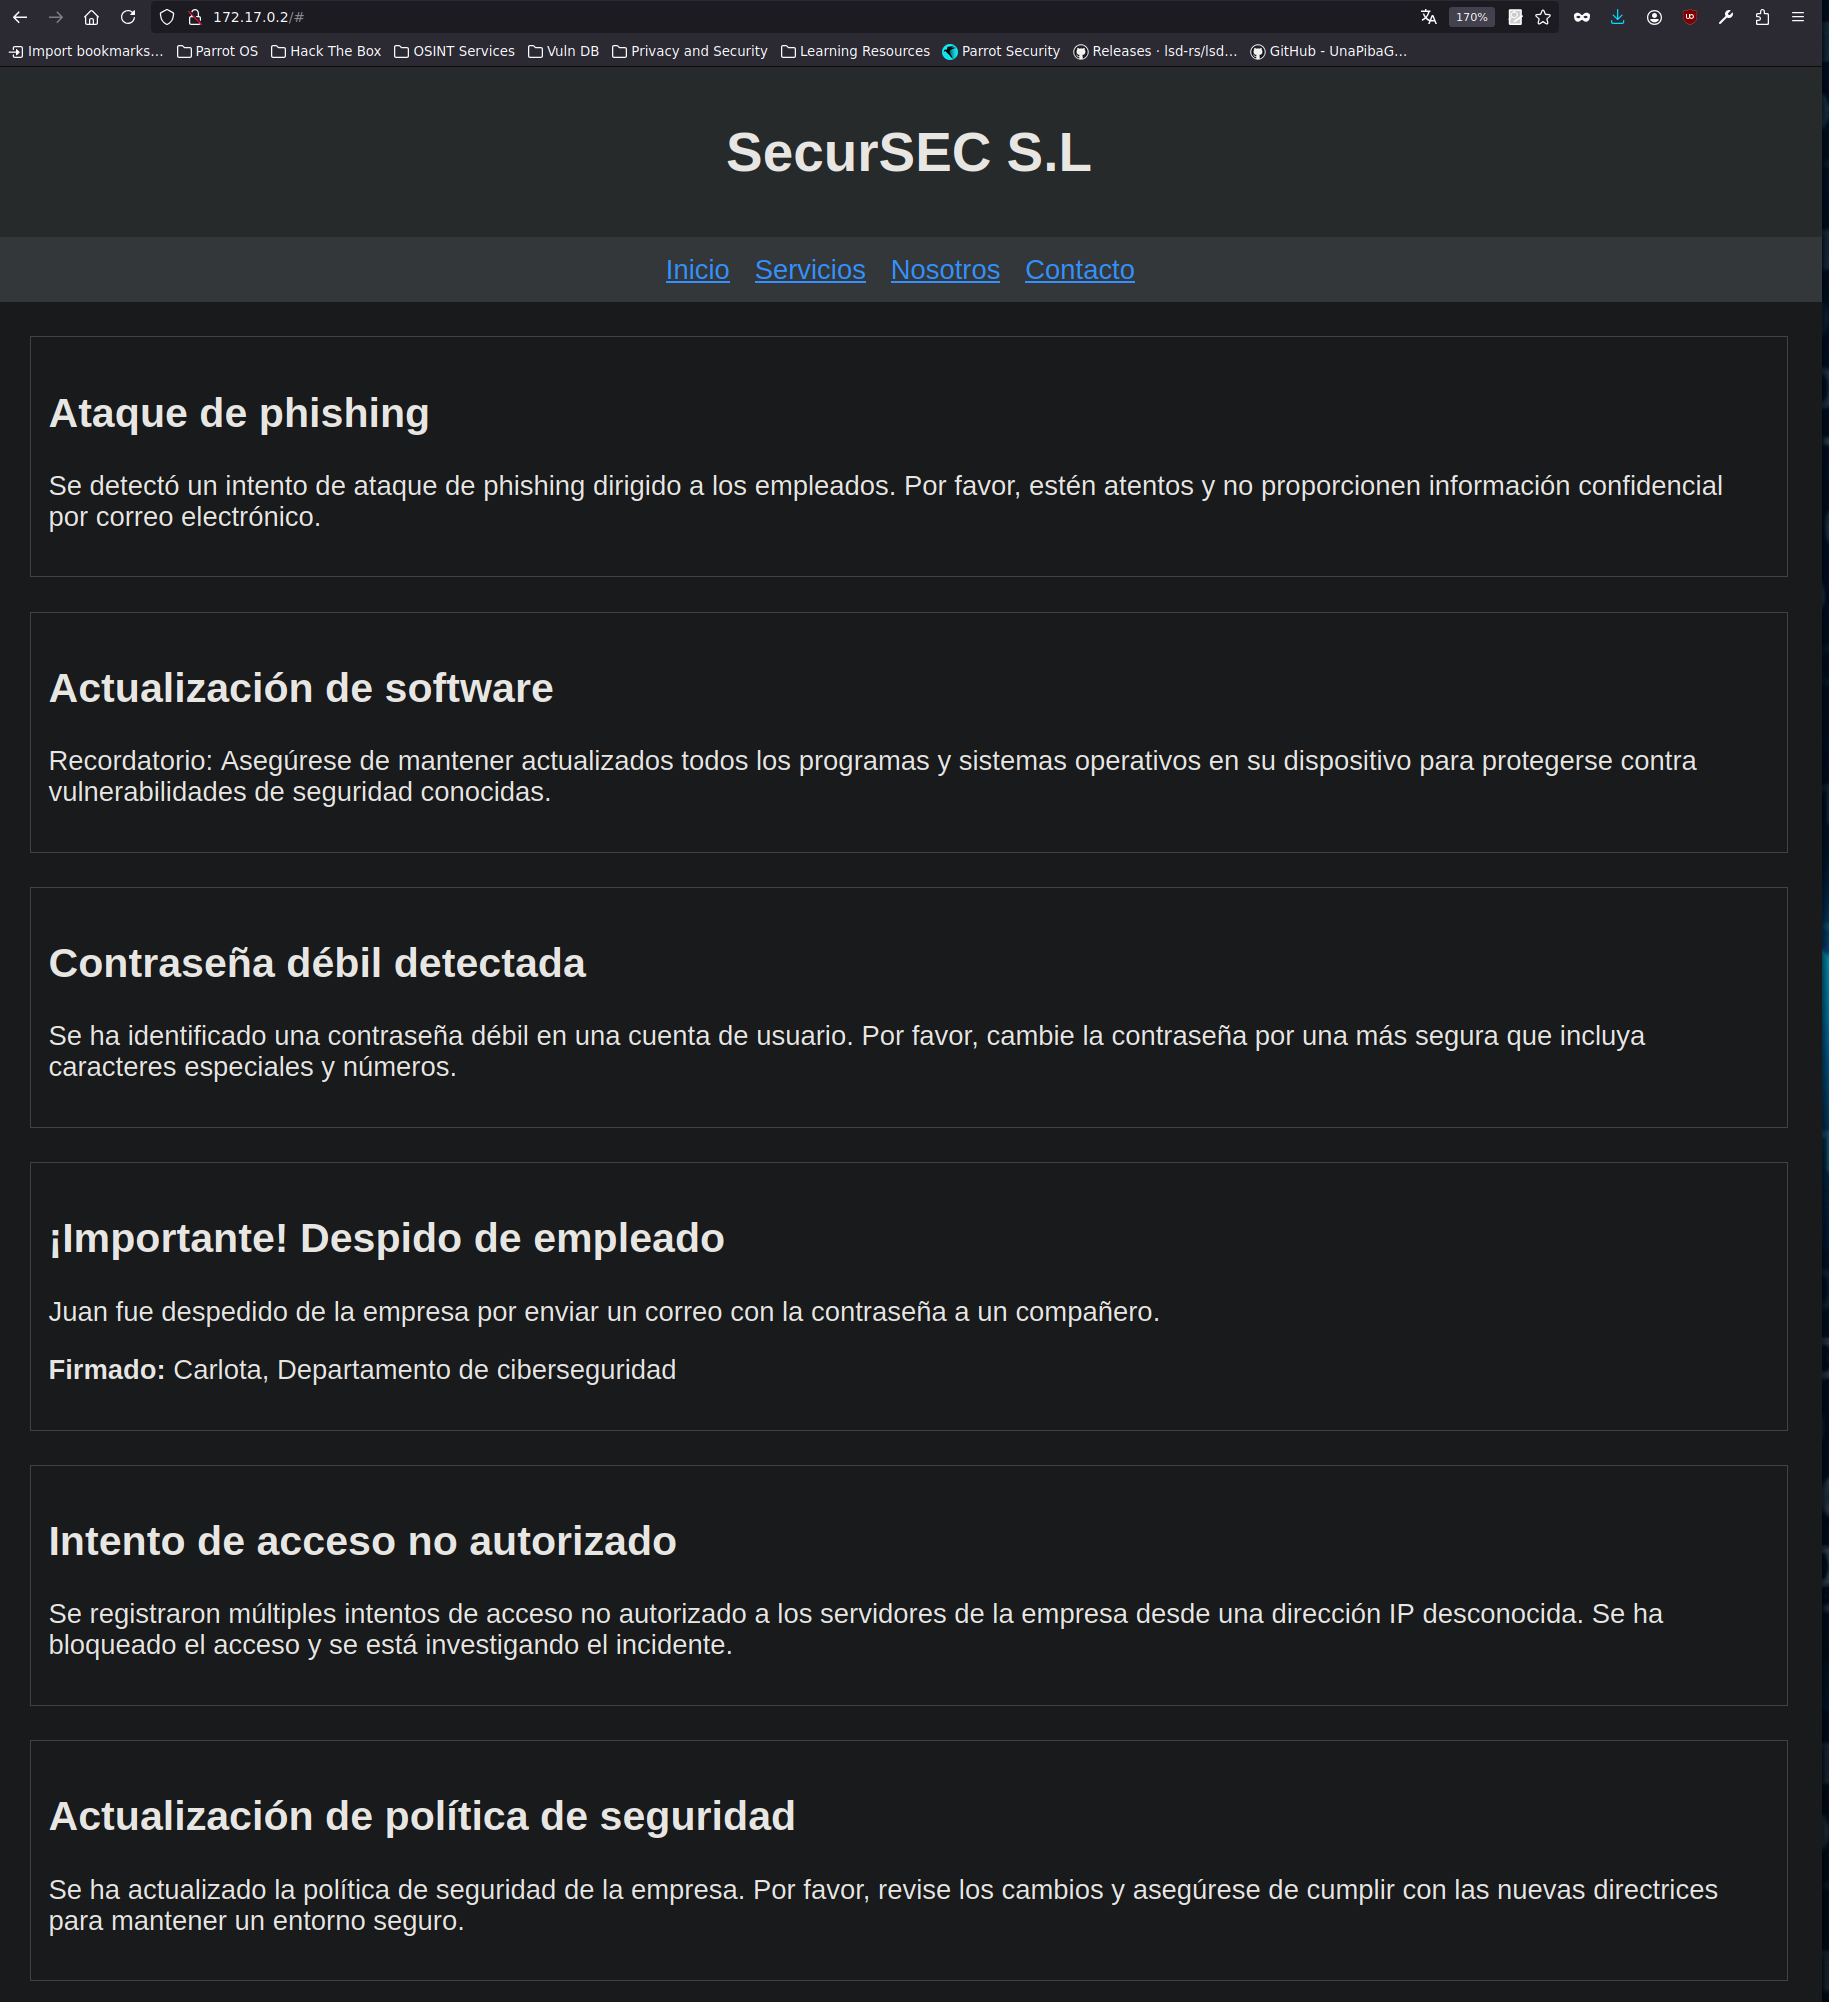 172.17.0.2/#
170%
Import bookmarks... Parrot OS Hack The Box OSINT Services Vuln DB Privacy and Security Learning Resources Parrot Security Releases · lsd-rs/lsd... GitHub - UnaPibaG...
SecurSEC S.L
Inicio Servicios Nosotros Contacto
Ataque de phishing
Se detectó un intento de ataque de phishing dirigido a los empleados. Por favor, estén atentos y no proporcionen información confidencial
por correo electrónico.
Actualización de software
Recordatorio: Asegúrese de mantener actualizados todos los programas y sistemas operativos en su dispositivo para protegerse contra
vulnerabilidades de seguridad conocidas.
Contraseña débil detectada
Se ha identificado una contraseña débil en una cuenta de usuario. Por favor, cambie la contraseña por una más segura que incluya
caracteres especiales y números.
¡Importante! Despido de empleado
Juan fue despedido de la empresa por enviar un correo con la contraseña a un compañero.
Firmado: Carlota, Departamento de ciberseguridad
Intento de acceso no autorizado
Se registraron múltiples intentos de acceso no autorizado a los servidores de la empresa desde una dirección IP desconocida. Se ha
bloqueado el acceso y se está investigando el incidente.
Actualización de política de seguridad
Se ha actualizado la política de seguridad de la empresa. Por favor, revise los cambios y asegúrese de cumplir con las nuevas directrices
para mantener un entorno seguro.